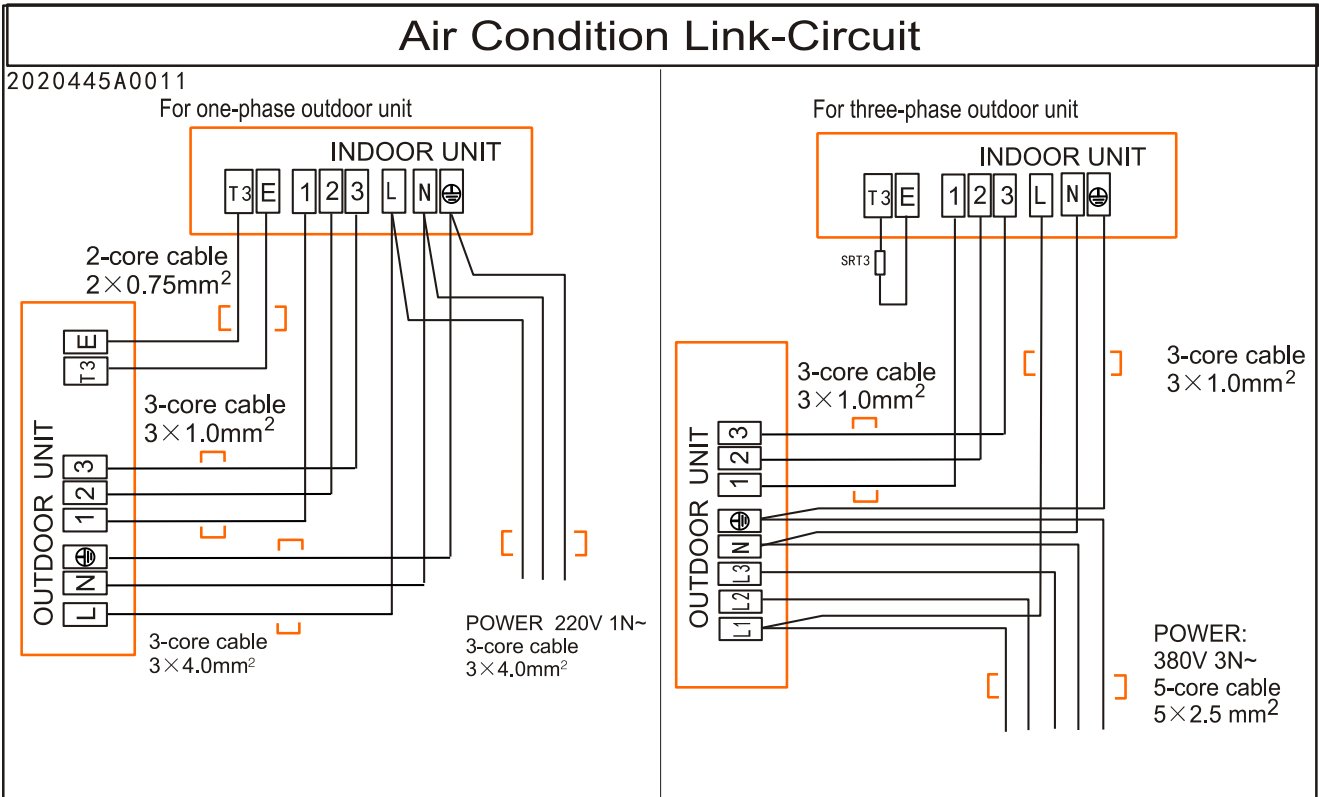 Air Condition Link-Circuit
2020445A0011
For one-phase outdoor unit
INDOOR UNIT
T3 E 1 2 3 L N
2-core cable
2×0.75mm²
E
T3
3-core cable
3×1.0mm²
OUTDOOR UNIT
3
2
1
N
L
3-core cable
3×4.0mm²
POWER 220V 1N~
3-core cable
3×4.0mm²
For three-phase outdoor unit
INDOOR UNIT
T3 E 1 2 3 L N
SRT3
3-core cable
3×1.0mm²
3-core cable
3×1.0mm²
OUTDOOR UNIT
3
2
1
N
L3
L2
L1
POWER:
380V 3N~
5-core cable
5×2.5 mm²